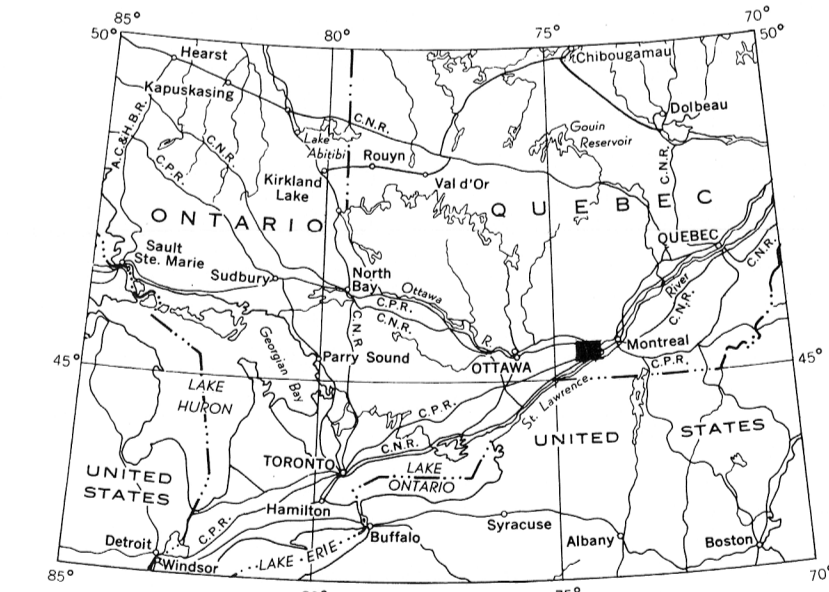 85°
80°
75°
70°
50°
50°
Hearst
Chibougamau
Kapuskasing
Dolbeau
A.C.&H.B.R.
C.N.R.
C.N.R.
Gouin
Reservoir
Lake
Abitibi
C.P.R.
Rouyn
C.N.R.
Kirkland
Lake
Val d'Or
ONTARIO
QUEBEC
QUEBEC
Sault
Ste. Marie
C.N.R.
Sudbury
North
Bay
Ottawa
River
C.P.R.
C.N.R.
C.N.R.
C.N.R.
Georgian Bay
R.
Montreal
Parry Sound
OTTAWA
C.P.R.
45°
45°
LAKE
HURON
C.P.R.
St. Lawrence
UNITED
STATES
C.N.R.
TORONTO
LAKE
ONTARIO
UNITED
STATES
Hamilton
C.P.R.
Syracuse
Buffalo
Detroit
Albany
Boston
LAKE ERIE
Windsor
85°
80°
75°
70°